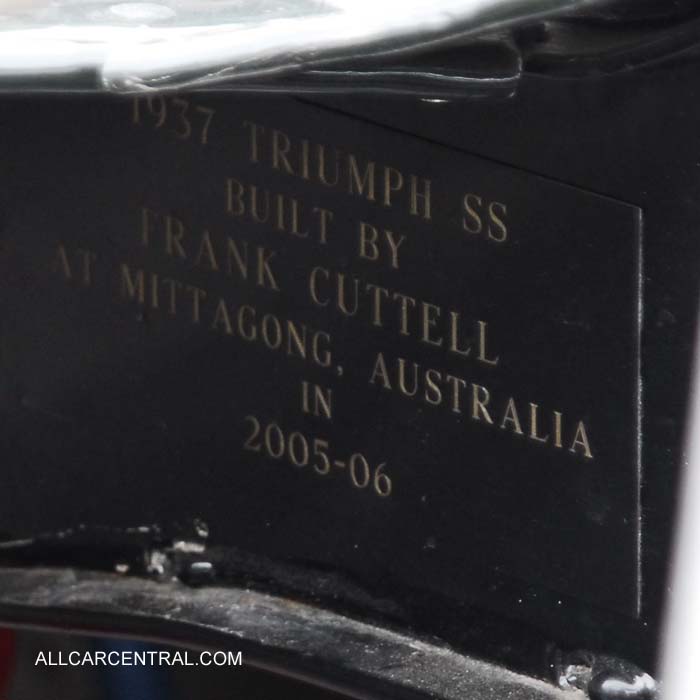 1937 TRIUMPH SS
BUILT BY
FRANK CUTTELL
AT MITTAGONG, AUSTRALIA
IN
2005-06
ALLCARCENTRAL.COM